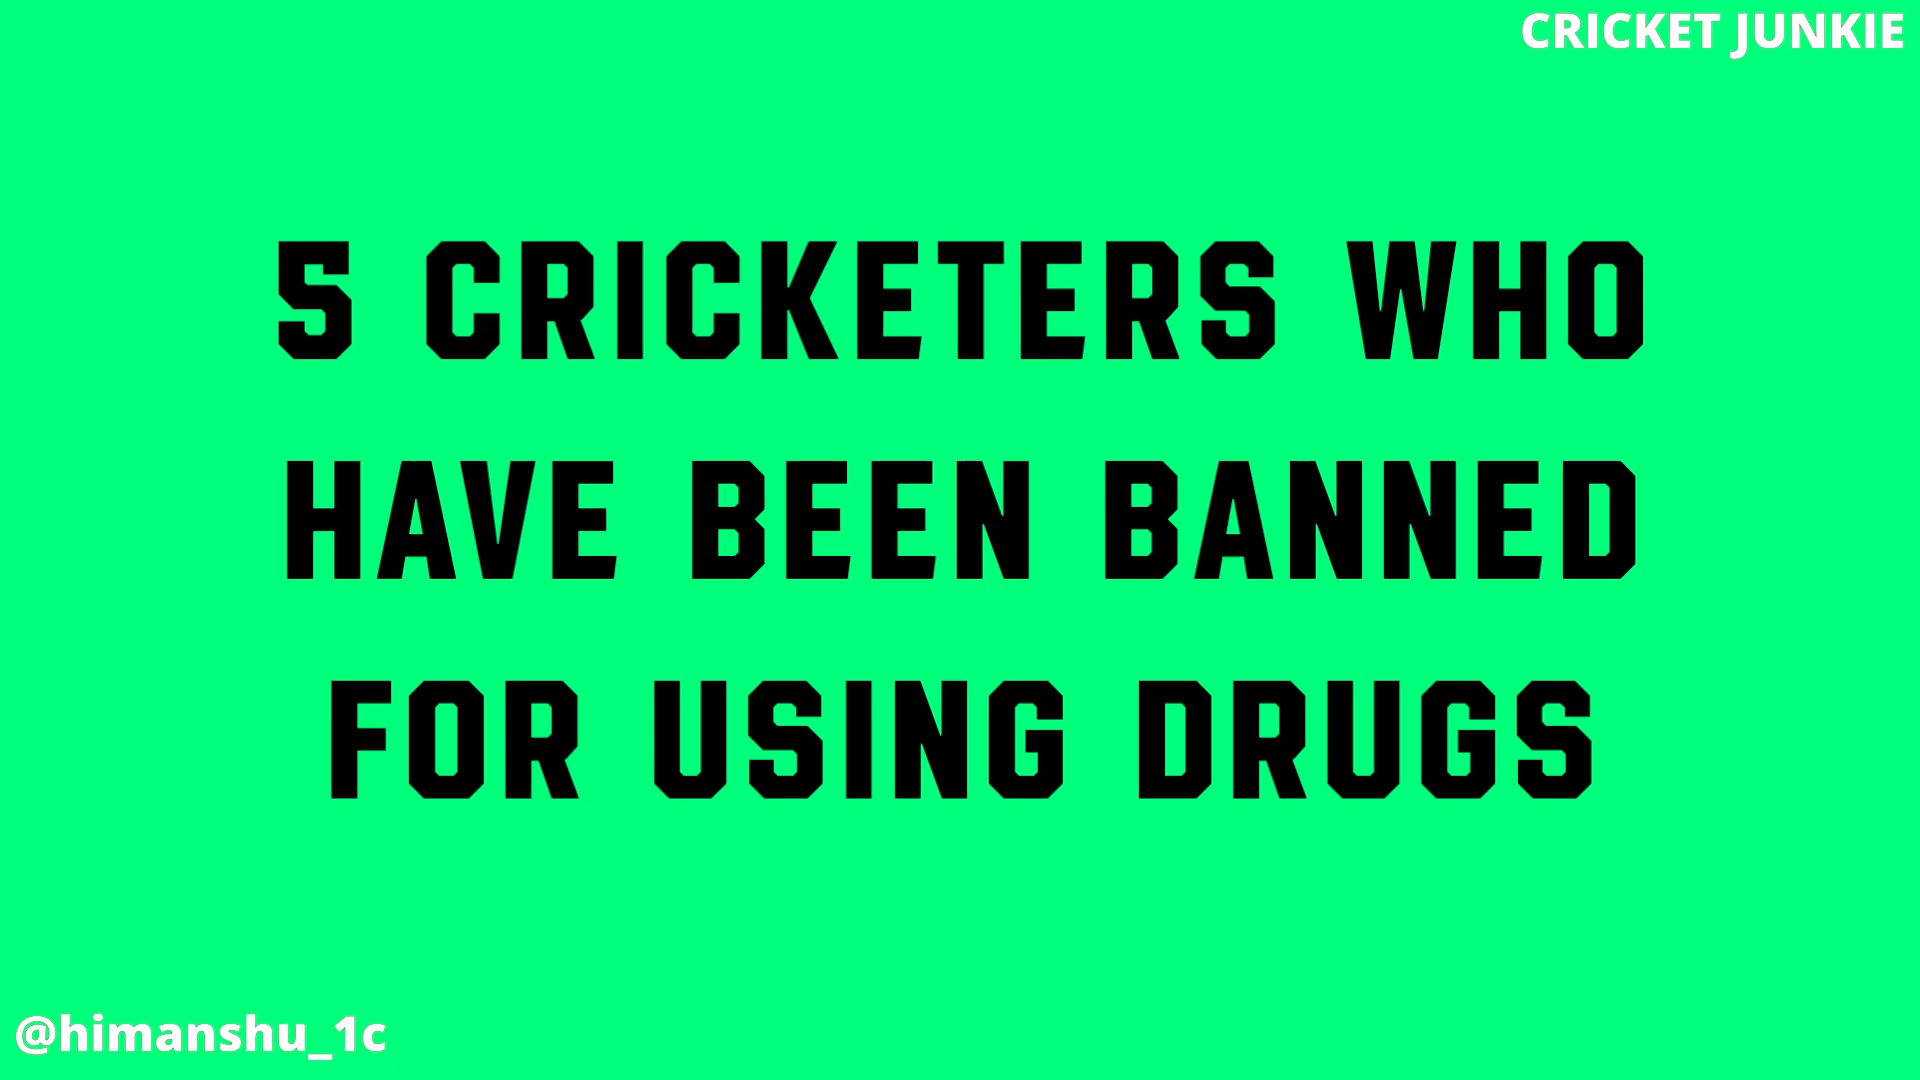 CRICKET JUNKIE
5 CRICKETERS WHO
HAVE BEEN BANNED
FOR USING DRUGS
@himanshu_1c